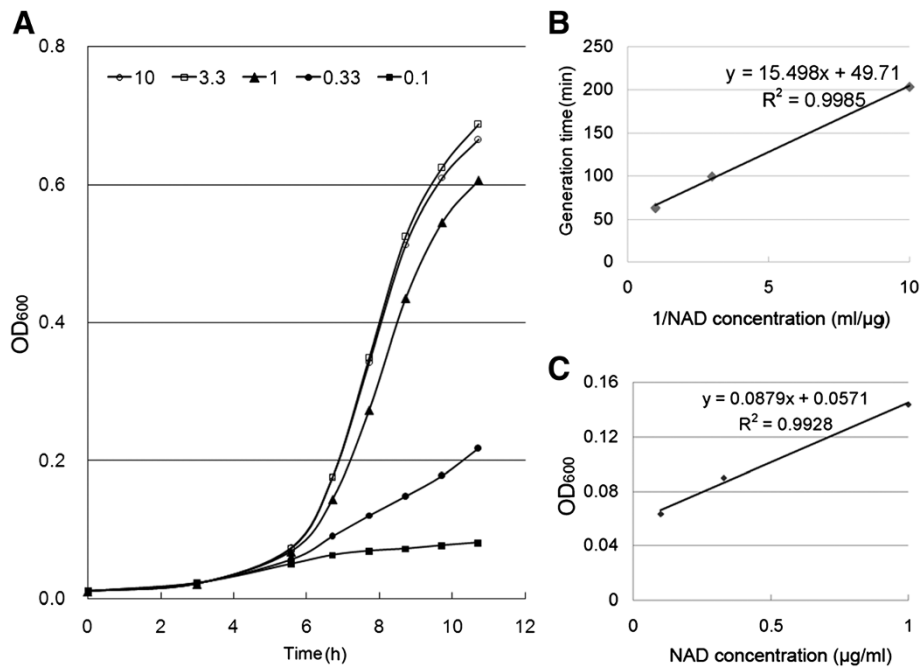 A
0.8
0.6
0.4
0.2
0.0
OD600
10 3.3 1 0.33 0.1
0 2 4 6 8 10 12
Time(h)
B
250
200
150
100
50
0
Generation time(min)
y = 15.498x + 49.71
R² = 0.9985
0 5 10
1/NAD concentration (ml/µg)
C
0.16
0.12
0.08
0.04
0
OD600
y = 0.0879x + 0.0571
R² = 0.9928
0 0.5 1
NAD concentration (µg/ml)